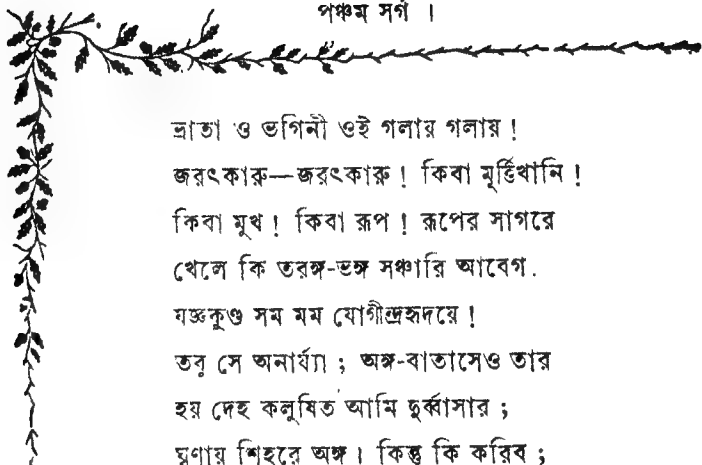 পঞ্চম সর্গ ।
ভ্রাতা ও ভগিনী ওই গলায় গলায় !
জরৎকারু—জরৎকারু ! কিবা মূর্ত্তিখানি !
কিবা মুখ ! কিবা রূপ ! রূপের সাগরে
খেলে কি তরঙ্গ-ভঙ্গ সঞ্চারি আবেগ.
যজ্ঞকুণ্ড সম মম যোগীন্দ্রহৃদয়ে !
তবু সে অনার্য্যা ; অঙ্গ-বাতাসেও তার
হয় দেহ কলুষিত আমি দুর্ব্বাসার ;
ঘৃণায় শিহরে অঙ্গ । কিন্তু কি করিব ;